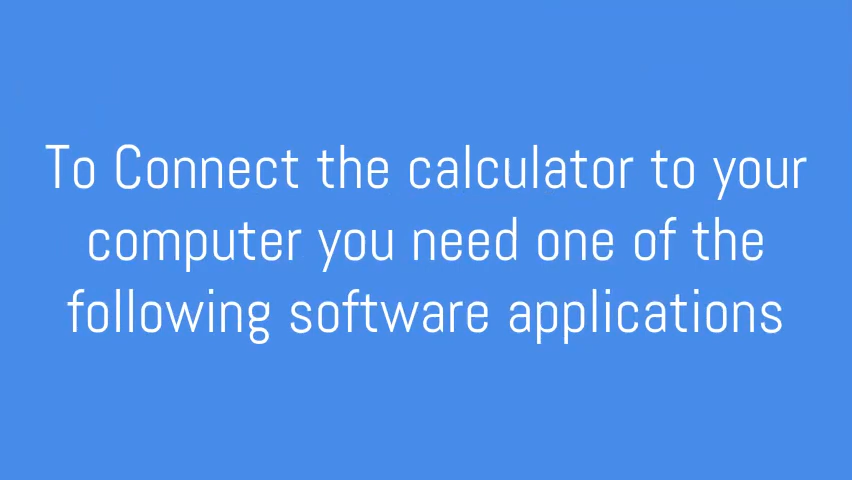 To Connect the calculator to your
computer you need one of the
following software applications